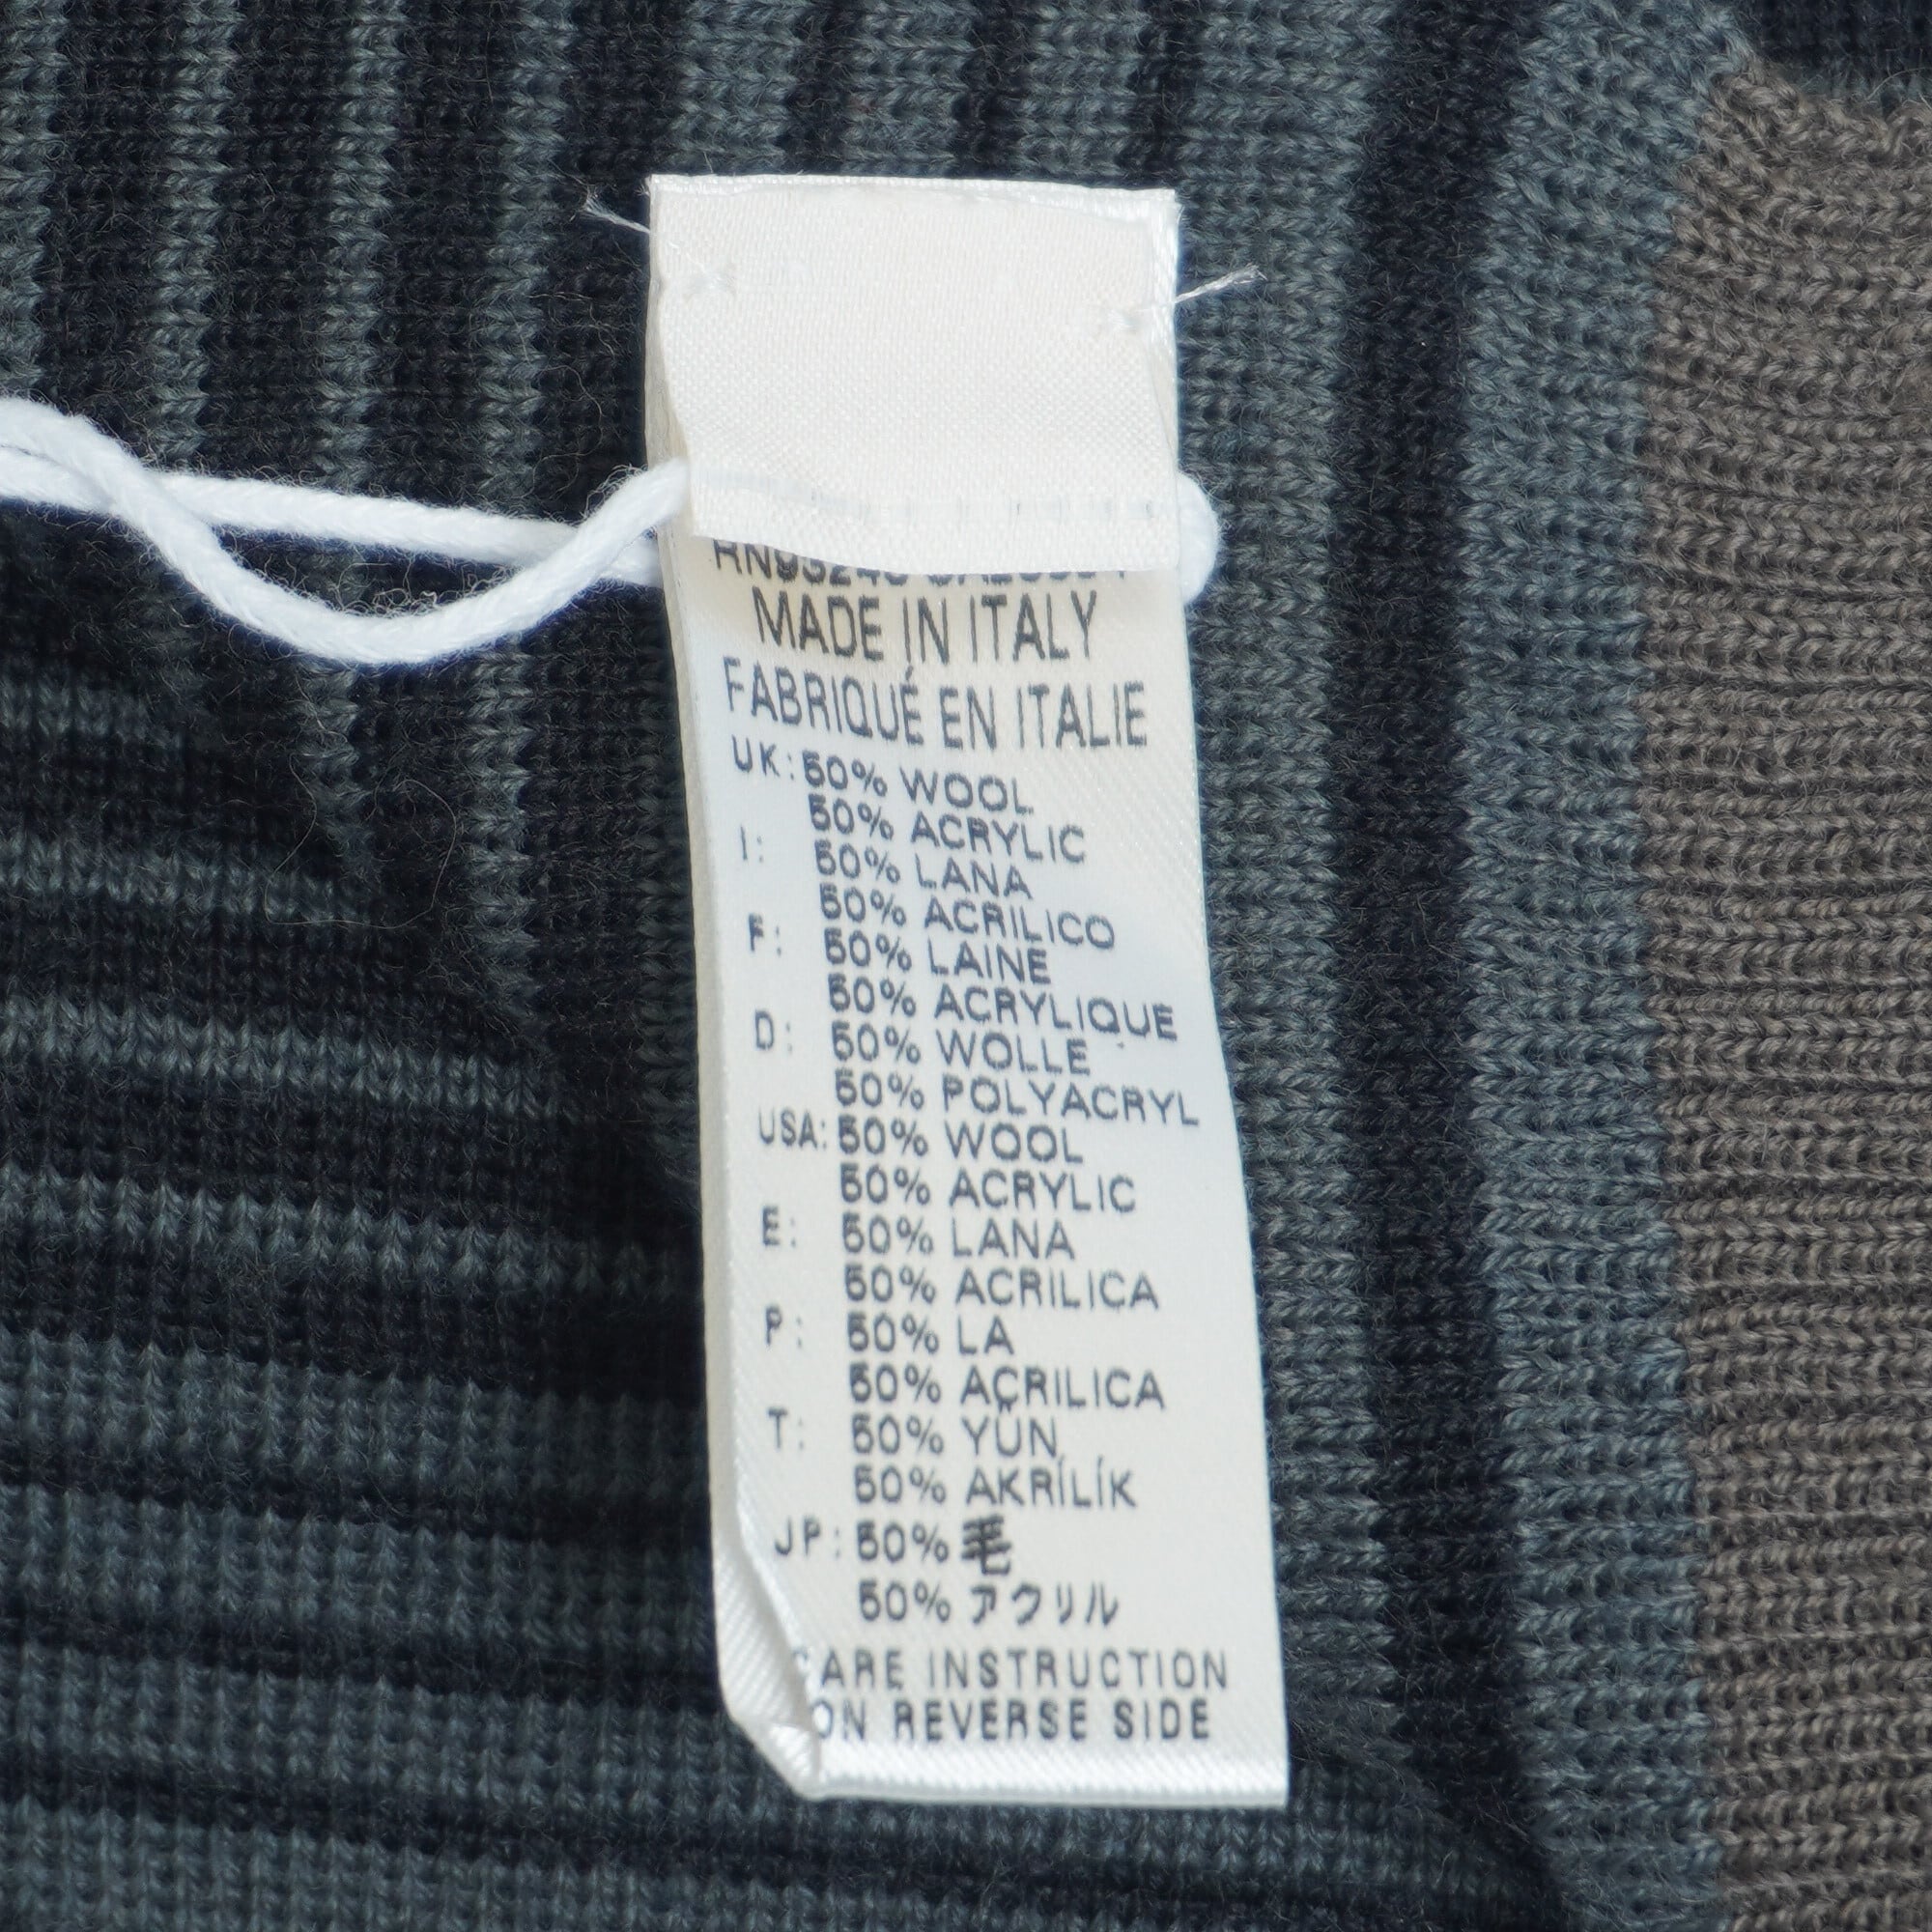 MADE IN ITALY
FABRIQUÉ EN ITALIE
UK: 50% WOOL
50% ACRYLIC
I: 50% LANA
50% ACRILICO
F: 50% LAINE
50% ACRYLIQUE
D: 50% WOLLE
50% POLYACRYL
USA: 50% WOOL
50% ACRYLIC
E: 50% LANA
50% ACRILICA
P: 50% LA
50% ACRILICA
T: 50% YÜN
50% AKRÍLÍK
JP: 50% 毛
50% アクリル
CARE INSTRUCTION
ON REVERSE SIDE